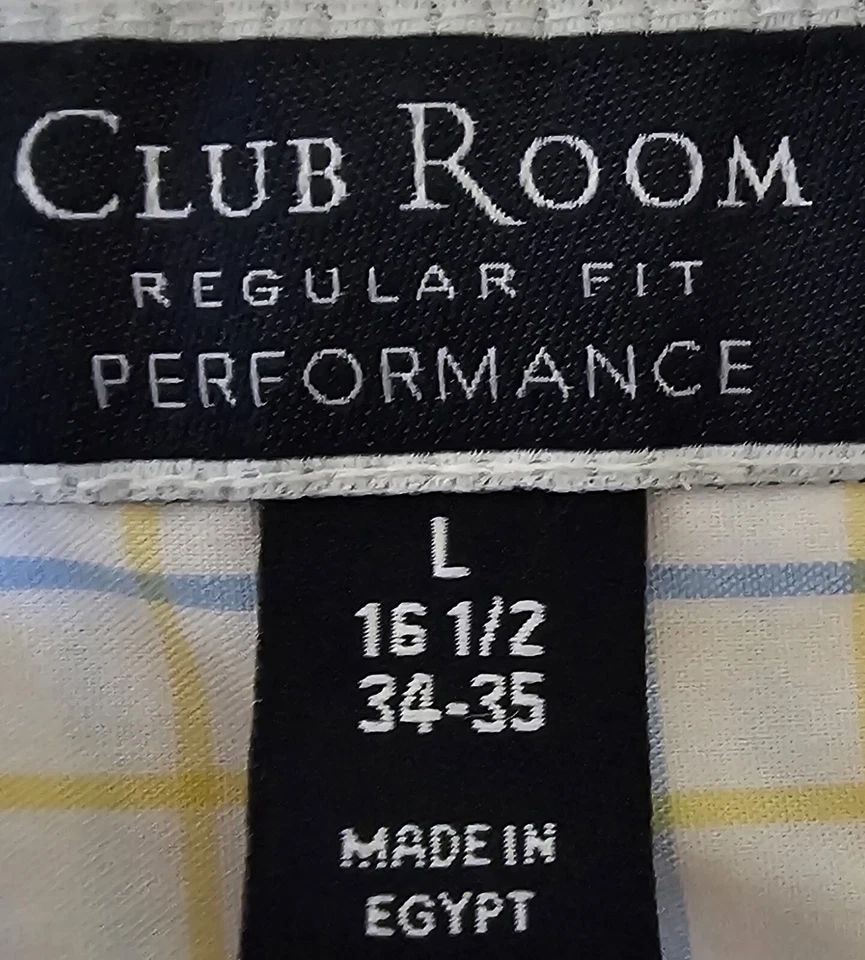 CLUB ROOM
REGULAR FIT
PERFORMANCE
L
16 1/2
34-35
MADE IN
EGYPT